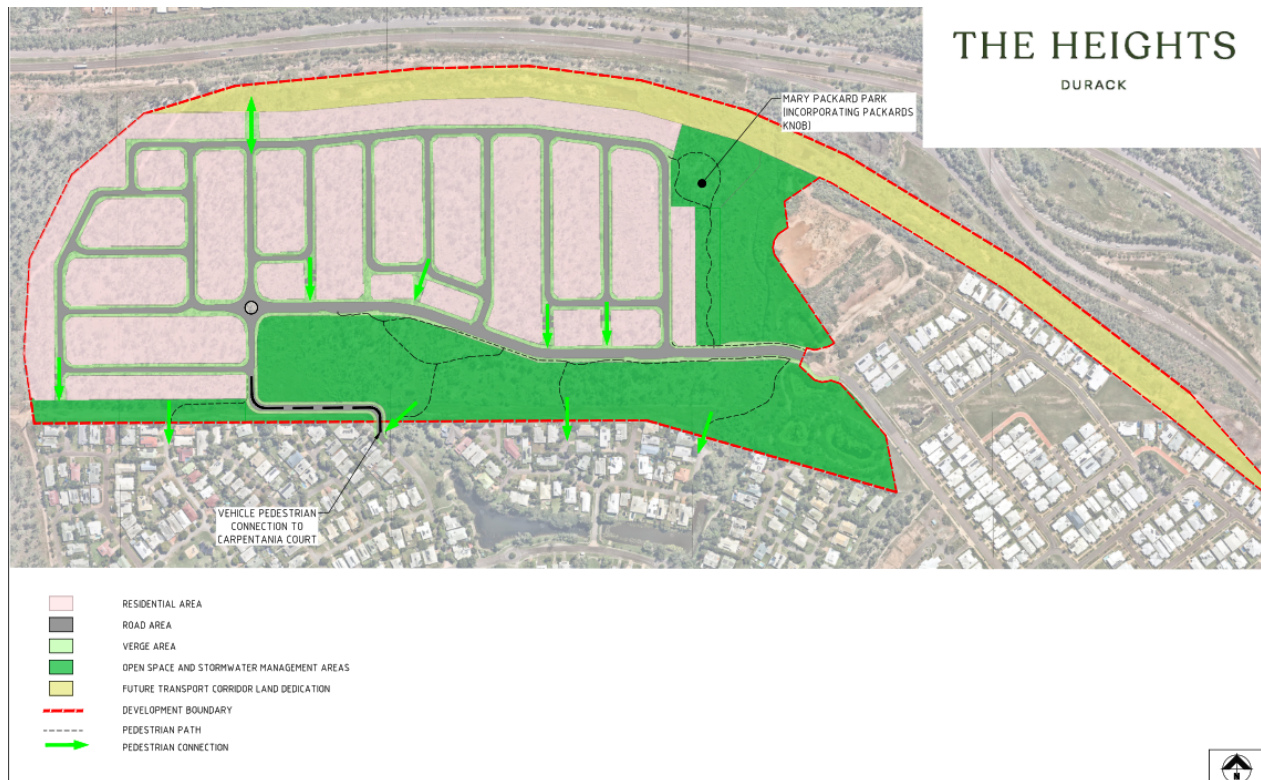 THE HEIGHTS
DURACK
MARY PACKARD PARK
(INCORPORATING PACKARDS
KNOB)
VEHICLE PEDESTRIAN
CONNECTION TO
CARPENTANIA COURT
RESIDENTIAL AREA
ROAD AREA
VERGE AREA
OPEN SPACE AND STORMWATER MANAGEMENT AREAS
FUTURE TRANSPORT CORRIDOR LAND DEDICATION
DEVELOPMENT BOUNDARY
PEDESTRIAN PATH
PEDESTRIAN CONNECTION
N